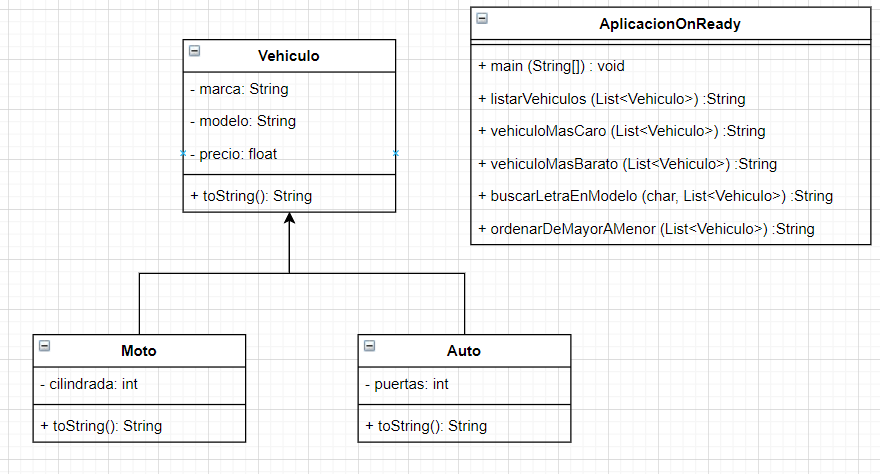 Vehiculo
- marca: String
- modelo: String
- precio: float
+ toString(): String
AplicacionOnReady
+ main (String[]) : void
+ listarVehiculos (List<Vehiculo>) :String
+ vehiculoMasCaro (List<Vehiculo>) :String
+ vehiculoMasBarato (List<Vehiculo>) :String
+ buscarLetraEnModelo (char, List<Vehiculo>) :String
+ ordenarDeMayorAMenor (List<Vehiculo>) :String
Moto
- cilindrada: int
+ toString(): String
Auto
- puertas: int
+ toString(): String